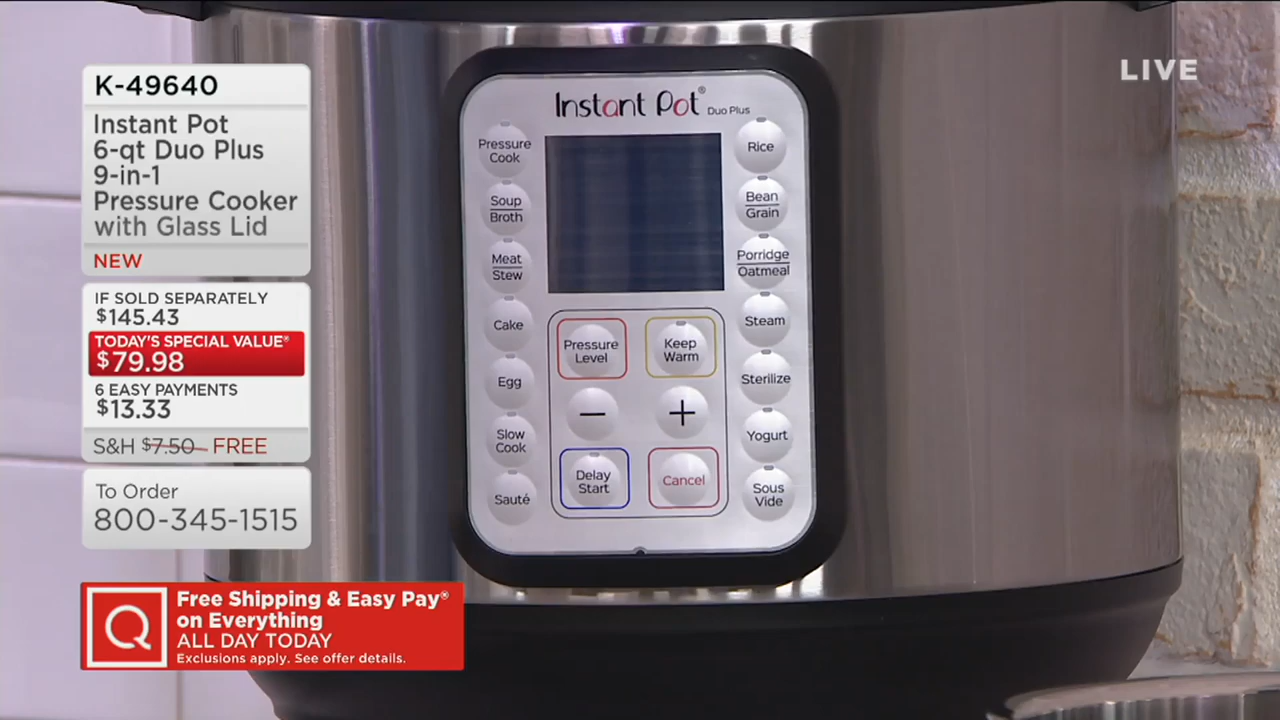 K-49640
Instant Pot
6-qt Duo Plus
9-in-1
Pressure Cooker
with Glass Lid
NEW
IF SOLD SEPARATELY
$145.43
TODAY'S SPECIAL VALUE®
$79.98
6 EASY PAYMENTS
$13.33
S&H $7.50 FREE
To Order
800-345-1515
Q
Free Shipping & Easy Pay®
on Everything
ALL DAY TODAY
Exclusions apply. See offer details.
LIVE
Instant Pot® Duo Plus
Pressure
Cook
Soup
Broth
Meat
Stew
Cake
Egg
Slow
Cook
Sauté
Pressure
Level
Keep
Warm
−
+
Delay
Start
Cancel
Rice
Bean
Grain
Porridge
Oatmeal
Steam
Sterilize
Yogurt
Sous
Vide